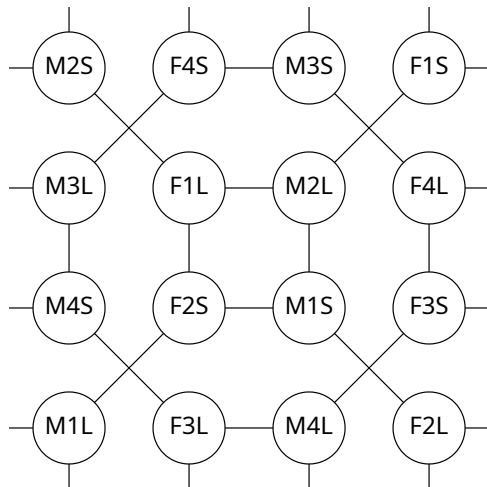 M2S F4S M3S F1S
M3L F1L M2L F4L
M4S F2S M1S F3S
M1L F3L M4L F2L